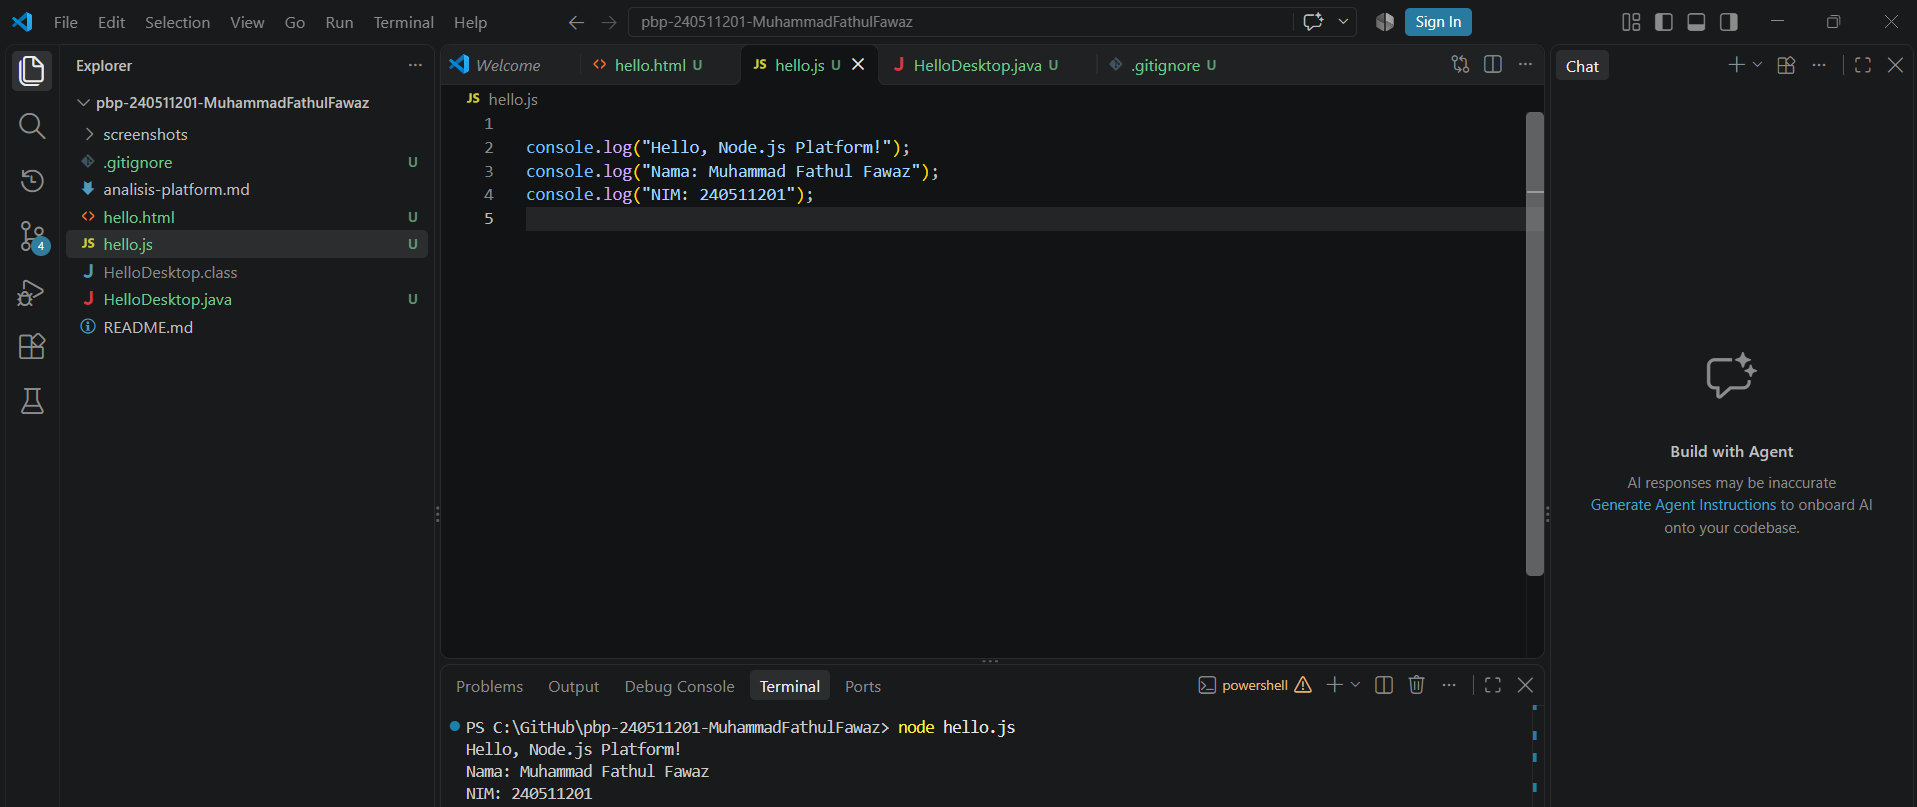 File Edit Selection View Go Run Terminal Help
pbp-240511201-MuhammadFathulFawaz
Sign In
Explorer
pbp-240511201-MuhammadFathulFawaz
screenshots
.gitignore U
analisis-platform.md
hello.html U
JS hello.js U
J HelloDesktop.class
J HelloDesktop.java U
README.md
4
Welcome
hello.html U
JS hello.js U
J HelloDesktop.java U
.gitignore U
JS hello.js
1
2 console.log("Hello, Node.js Platform!");
3 console.log("Nama: Muhammad Fathul Fawaz");
4 console.log("NIM: 240511201");
5
Problems Output Debug Console Terminal Ports
powershell
PS C:\GitHub\pbp-240511201-MuhammadFathulFawaz> node hello.js
Hello, Node.js Platform!
Nama: Muhammad Fathul Fawaz
NIM: 240511201
Chat
Build with Agent
AI responses may be inaccurate
Generate Agent Instructions to onboard AI
onto your codebase.